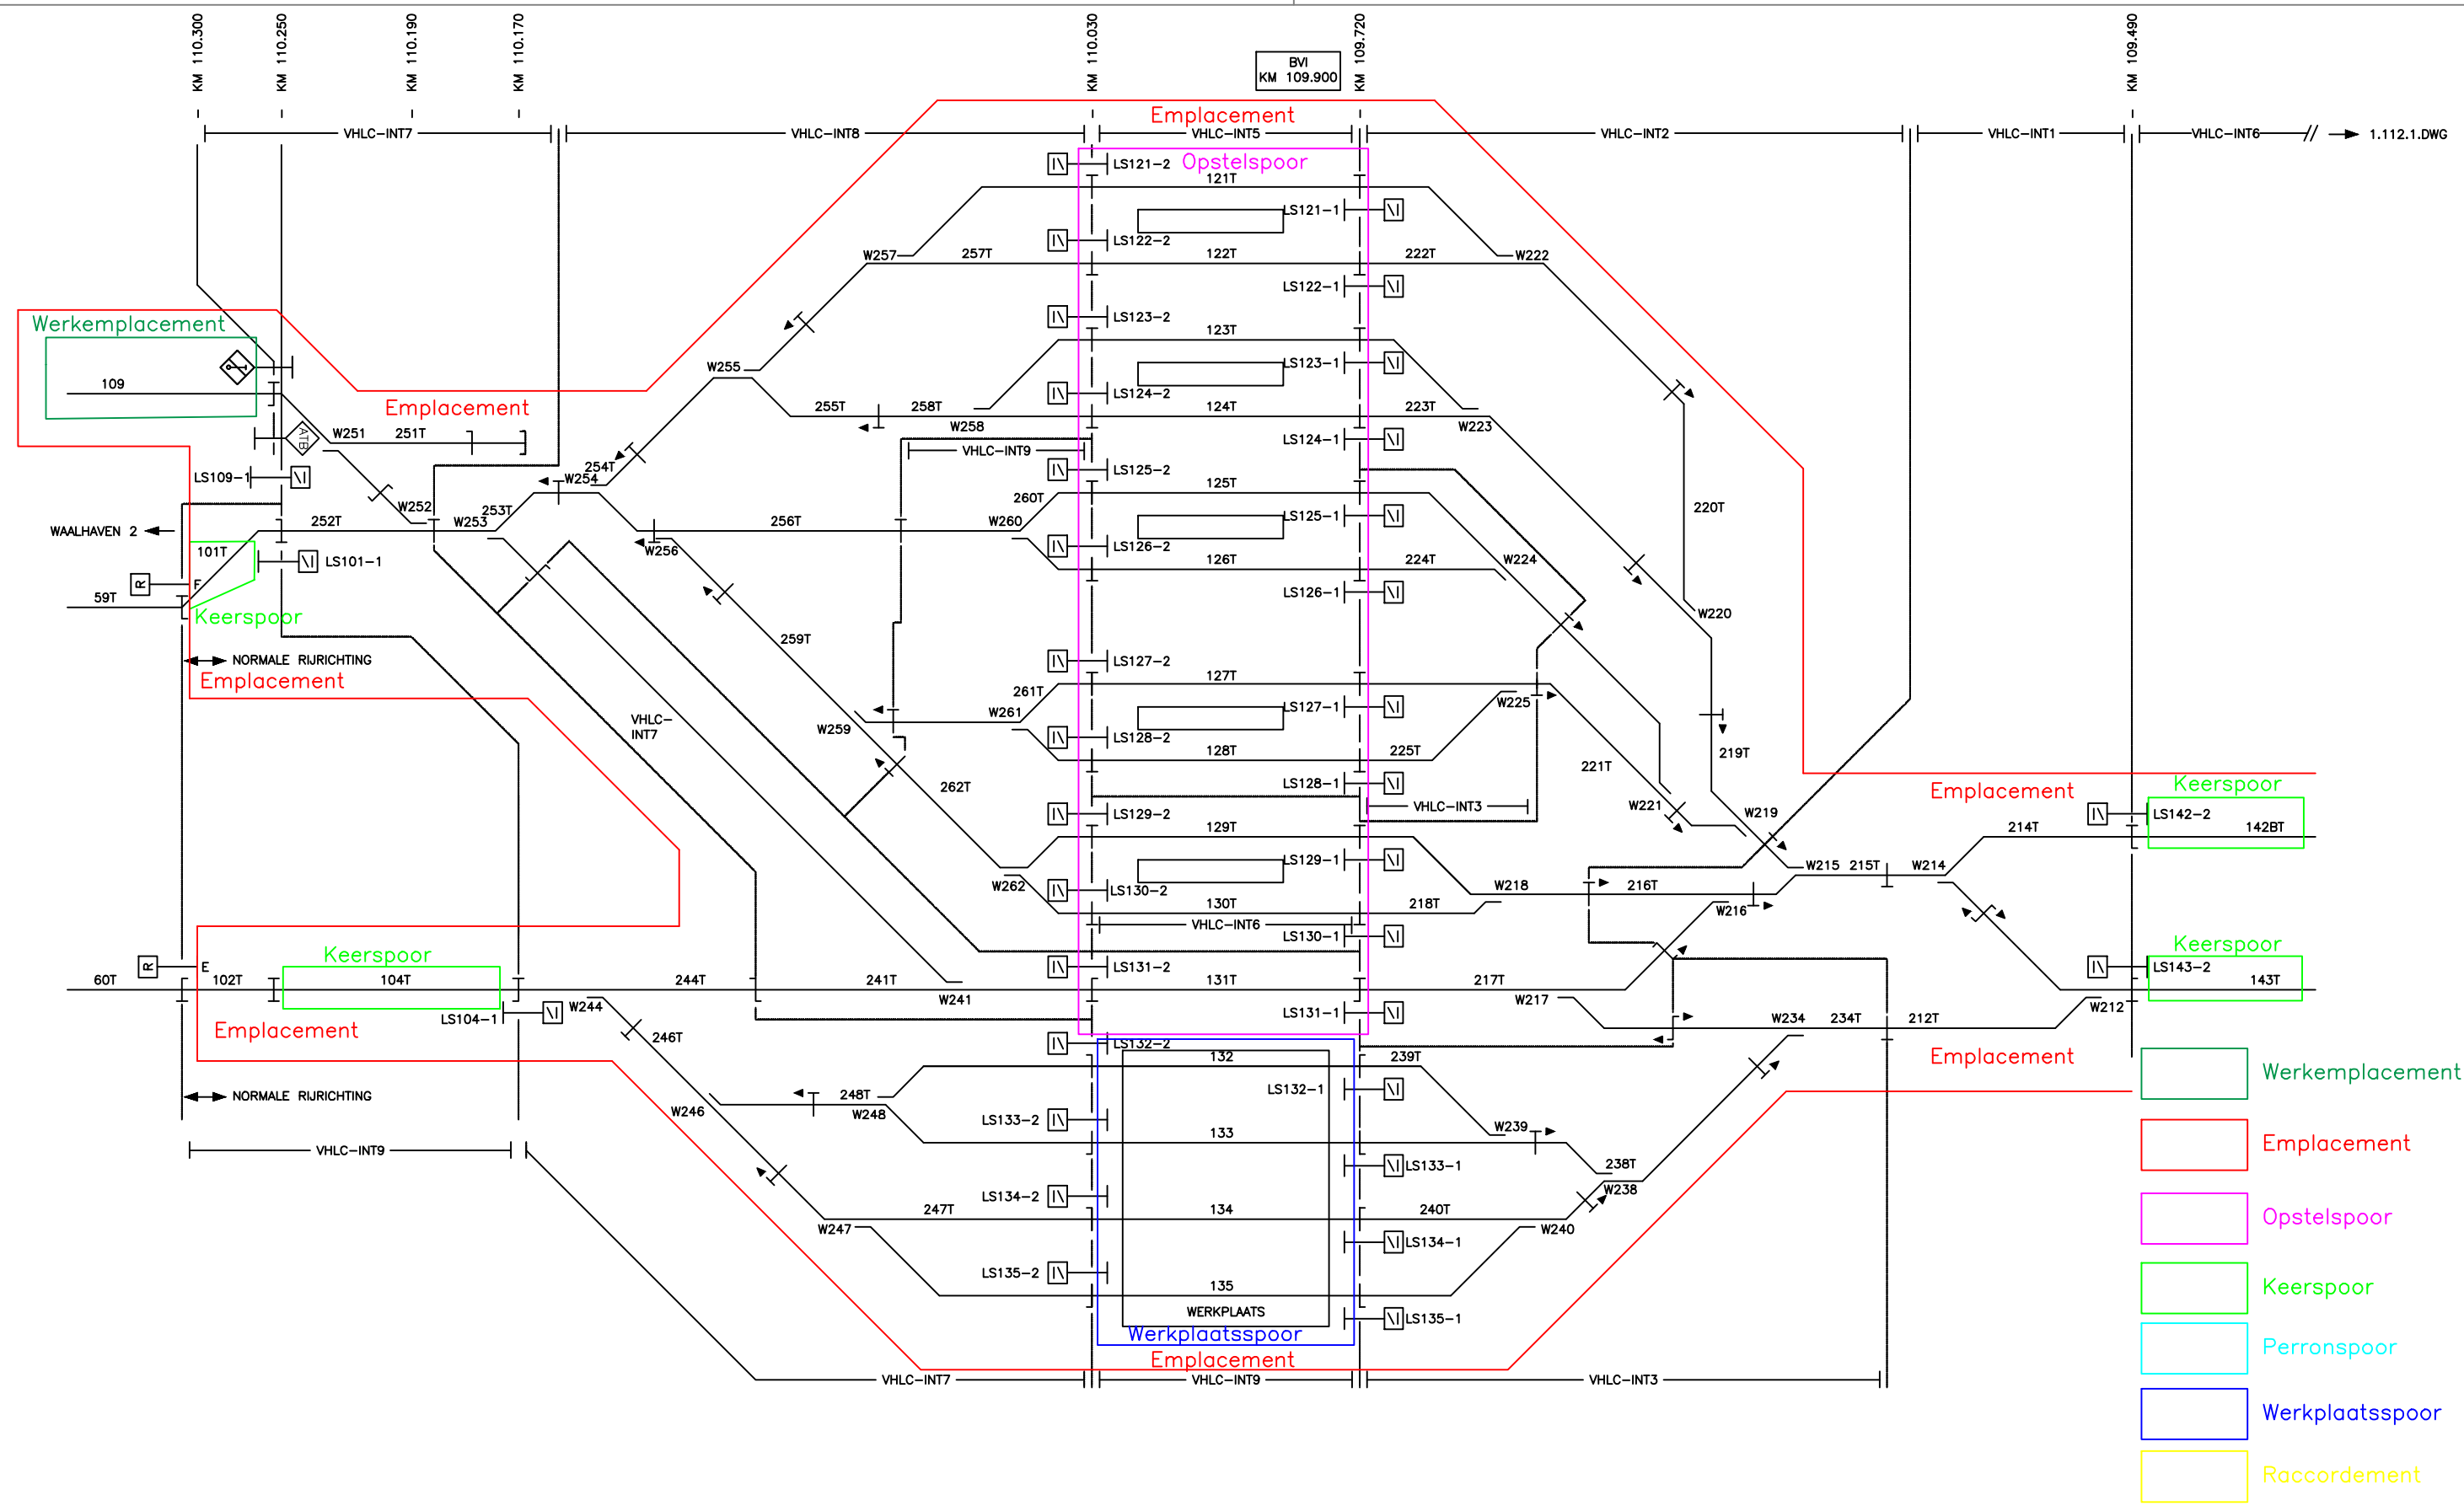 KM 110.300
KM 110.250
KM 110.190
KM 110.170
KM 110.030
BVI
KM 109.900
KM 109.720
KM 109.490
Emplacement
VHLC-INT7
VHLC-INT8
VHLC-INT5
VHLC-INT2
VHLC-INT1
VHLC-INT6
1.112.1.DWG
LS121-2
Opstelspoor
121T
LS121-1
LS122-2
W257
257T
122T
222T
W222
LS122-1
LS123-2
Werkemplacement
123T
LS123-1
W255
109
LS124-2
Emplacement
255T
258T
124T
223T
W258
W223
ATB
W251
251T
LS124-1
VHLC-INT9
254T
LS125-2
LS109-1
W254
125T
260T
W252
253T
220T
LS125-1
252T
W253
256T
W260
WAALHAVEN 2
101T
W256
LS126-2
LS101-1
126T
224T
W224
R
F
LS126-1
59T
Keerspoor
W220
259T
NORMALE RIJRICHTING
LS127-2
Emplacement
127T
261T
W225
LS127-1
W261
VHLC-
INT7
W259
LS128-2
128T
225T
219T
221T
262T
LS128-1
Keerspoor
Emplacement
VHLC-INT3
W221
W219
LS129-2
LS142-2
129T
214T
142BT
LS129-1
W215
215T
W214
W262
LS130-2
W218
216T
130T
218T
W216
VHLC-INT6
LS130-1
Keerspoor
Keerspoor
R
E
LS131-2
LS143-2
60T
102T
104T
244T
241T
131T
217T
143T
W241
W217
W244
W212
LS104-1
LS131-1
W234
234T
212T
Emplacement
246T
LS132-2
132
239T
Emplacement
Werkemplacement
LS132-1
NORMALE RIJRICHTING
248T
W246
W248
LS133-2
W239
133
Emplacement
VHLC-INT9
LS133-1
238T
W238
LS134-2
247T
134
240T
Opstelspoor
W247
W240
LS134-1
LS135-2
135
Keerspoor
WERKPLAATS
LS135-1
Werkplaatsspoor
Perronspoor
Emplacement
VHLC-INT7
VHLC-INT9
VHLC-INT3
Werkplaatsspoor
Raccordement